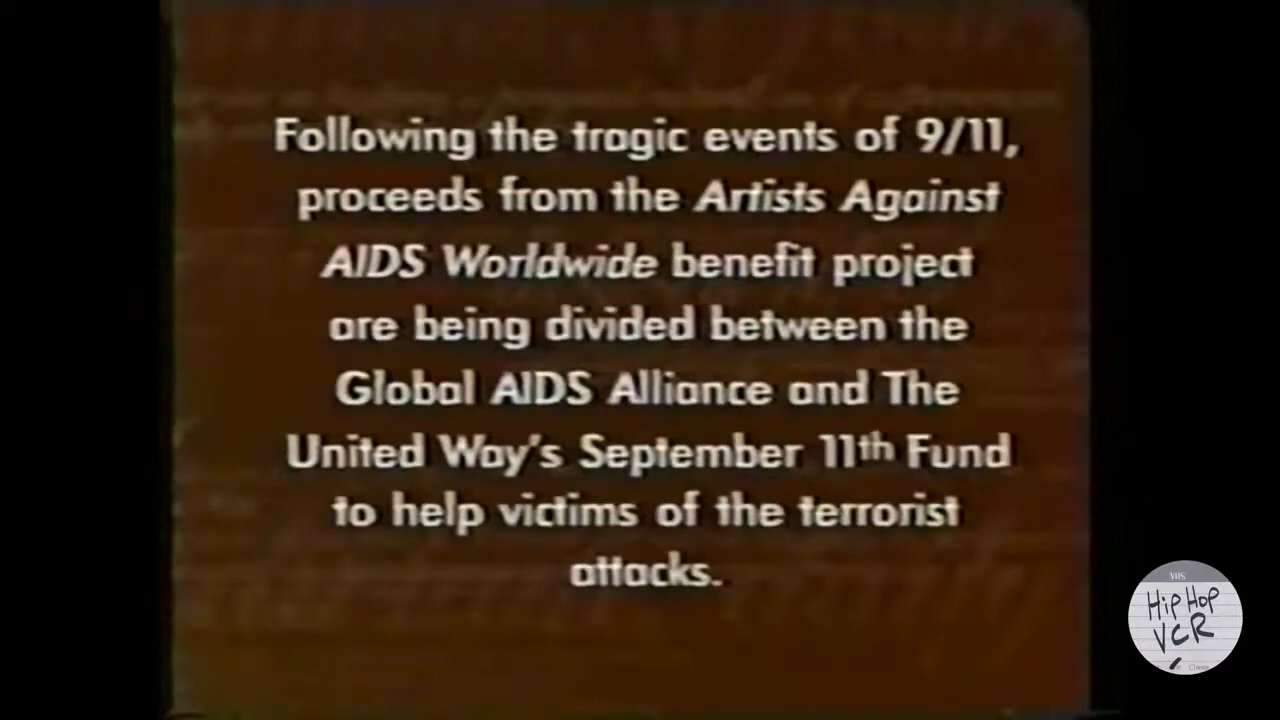 Following the tragic events of 9/11,
proceeds from the Artists Against
AIDS Worldwide benefit project
are being divided between the
Global AIDS Alliance and The
United Way's September 11th Fund
to help victims of the terrorist
attacks.
VHS
HIP HOP
VCR